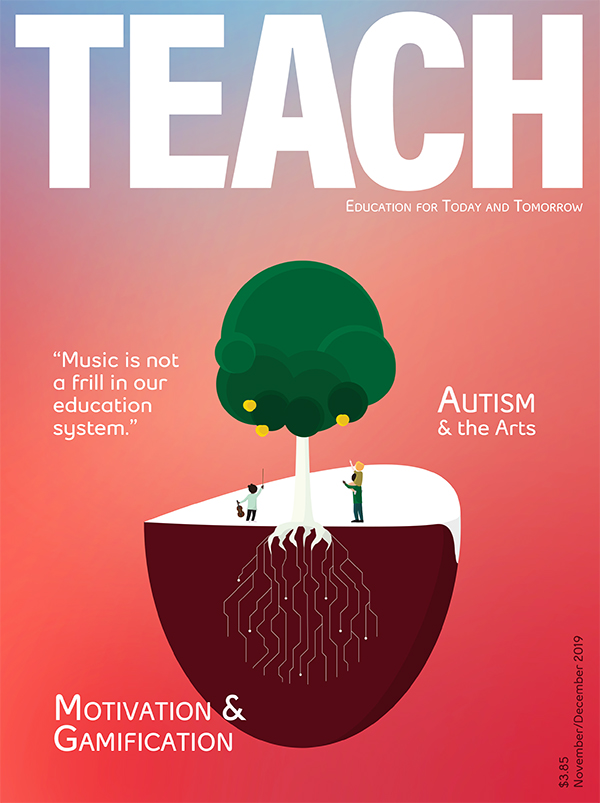 TEACH
Education for Today and Tomorrow
“Music is not
a frill in our
education
system.”
Autism
& the Arts
Motivation &
Gamification
$3.85
November/December 2019